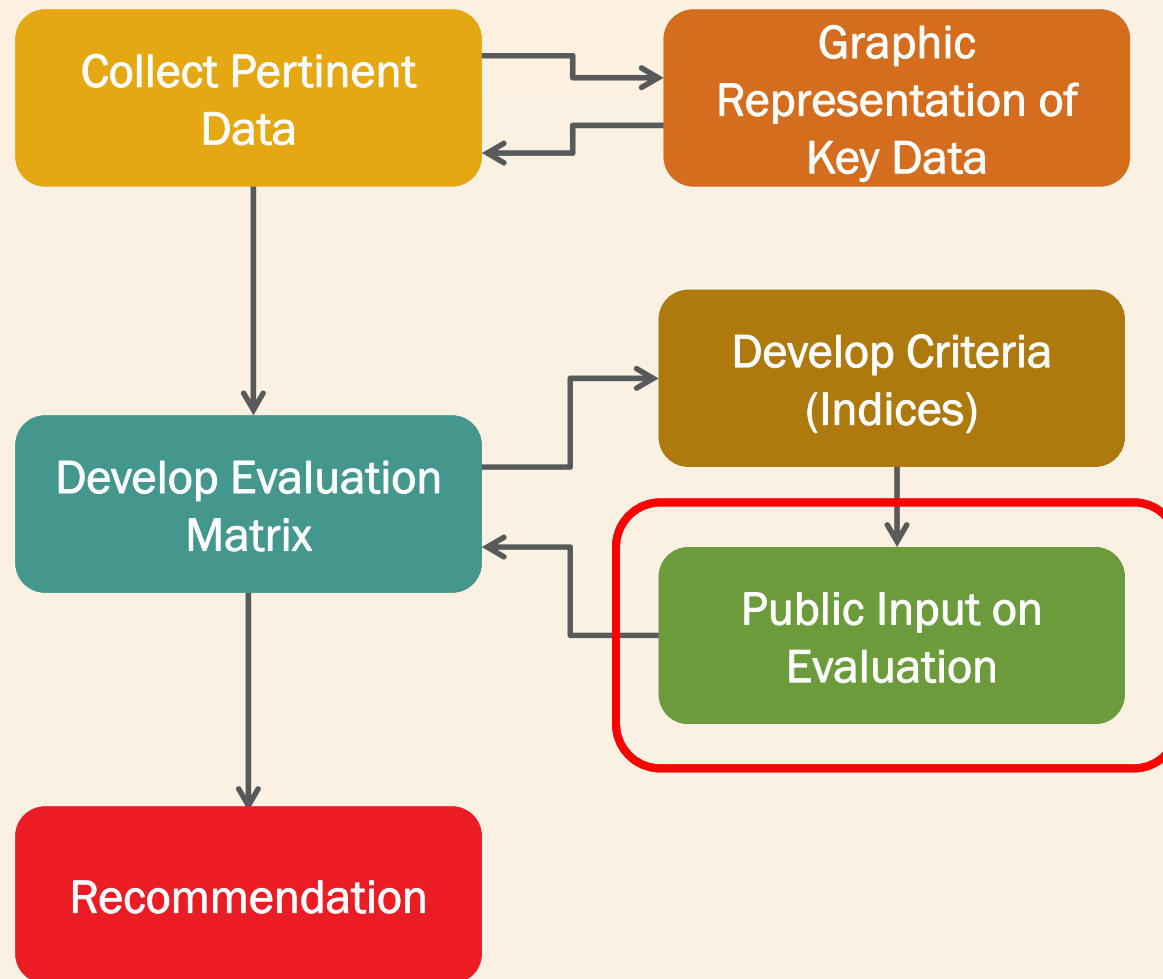 Collect Pertinent
Data
Graphic
Representation of
Key Data
Develop Criteria
(Indices)
Develop Evaluation
Matrix
Public Input on
Evaluation
Recommendation